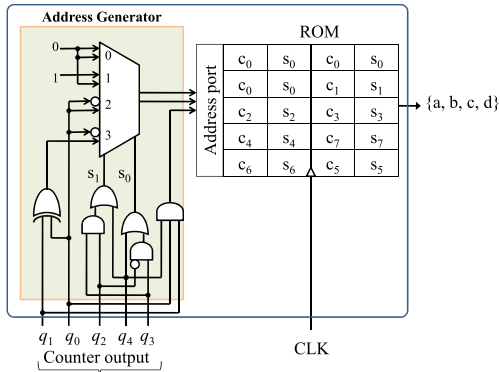 Address Generator
ROM
0
1
0
1
2
3
s1 s0
Address port
c0 s0 c0 s0
c0 s0 c1 s1
c2 s2 c3 s3
c4 s4 c7 s7
c6 s6 c5 s5
{a, b, c, d}
q1 q0 q2 q4 q3
Counter output
CLK